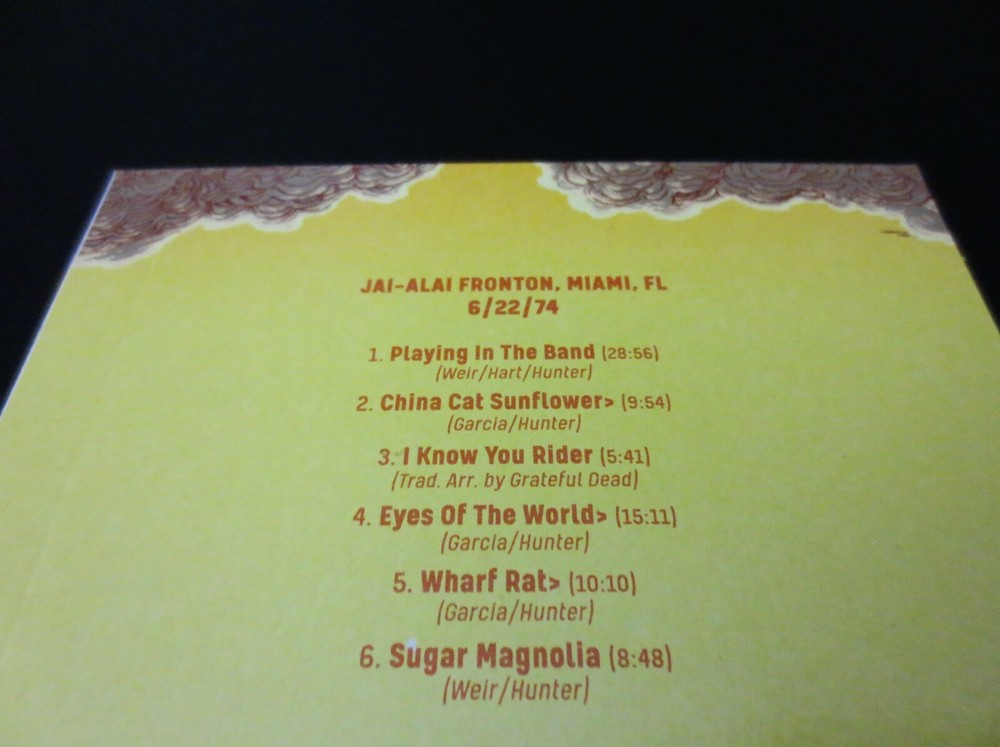 JAI-ALAI FRONTON, MIAMI, FL
6/22/74
1. Playing In The Band (28:56)
(Weir/Hart/Hunter)
2. China Cat Sunflower> (9:54)
(Garcia/Hunter)
3. I Know You Rider (5:41)
(Trad. Arr. by Grateful Dead)
4. Eyes Of The World> (15:11)
(Garcia/Hunter)
5. Wharf Rat> (10:10)
(Garcia/Hunter)
6. Sugar Magnolia (8:48)
(Weir/Hunter)